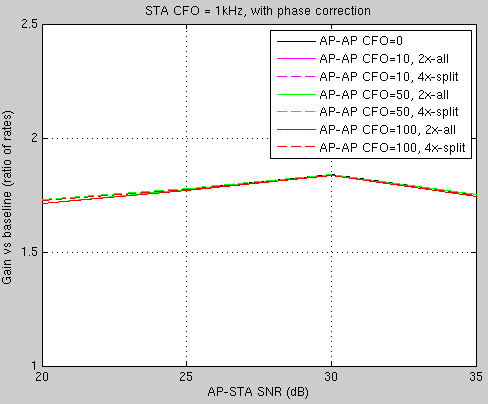 STA CFO = 1kHz, with phase correction
2.5
2
1.5
1
Gain vs baseline (ratio of rates)
AP-AP CFO=0
AP-AP CFO=10, 2x-all
AP-AP CFO=10, 4x-split
AP-AP CFO=50, 2x-all
AP-AP CFO=50, 4x-split
AP-AP CFO=100, 2x-all
AP-AP CFO=100, 4x-split
20
25
30
35
AP-STA SNR (dB)